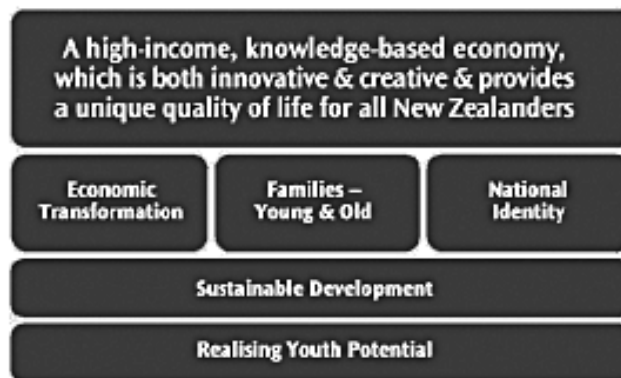 A high-income, knowledge-based economy,
which is both innovative & creative & provides
a unique quality of life for all New Zealanders
Economic
Transformation
Families –
Young & Old
National
Identity
Sustainable Development
Realising Youth Potential